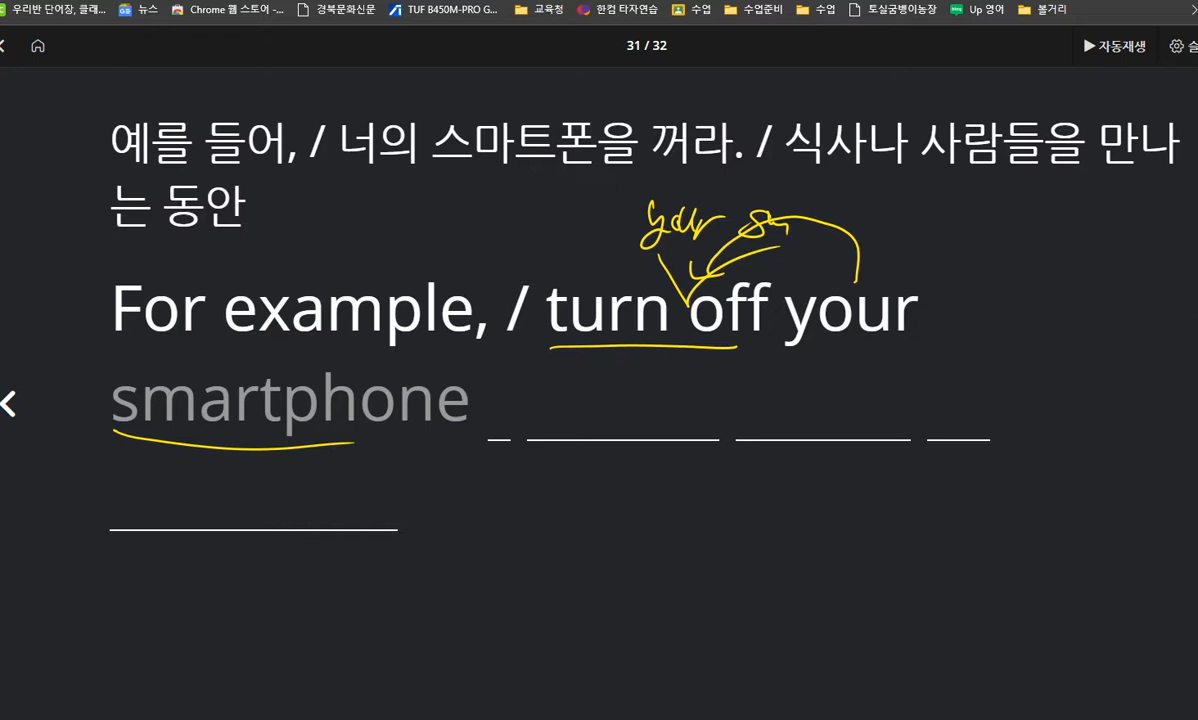 우리반 단어장, 클래... 뉴스 Chrome 웹 스토어 -... 경북문화신문 TUF B450M-PRO G... 교육청 한컴 타자연습 수업 수업준비 수업 토실굼벵이농장 Up 영어 볼거리
31 / 32 ▶자동재생 슬
예를 들어, / 너의 스마트폰을 꺼라. / 식사나 사람들을 만나
는 동안
your sm
For example, / turn off your
smartphone